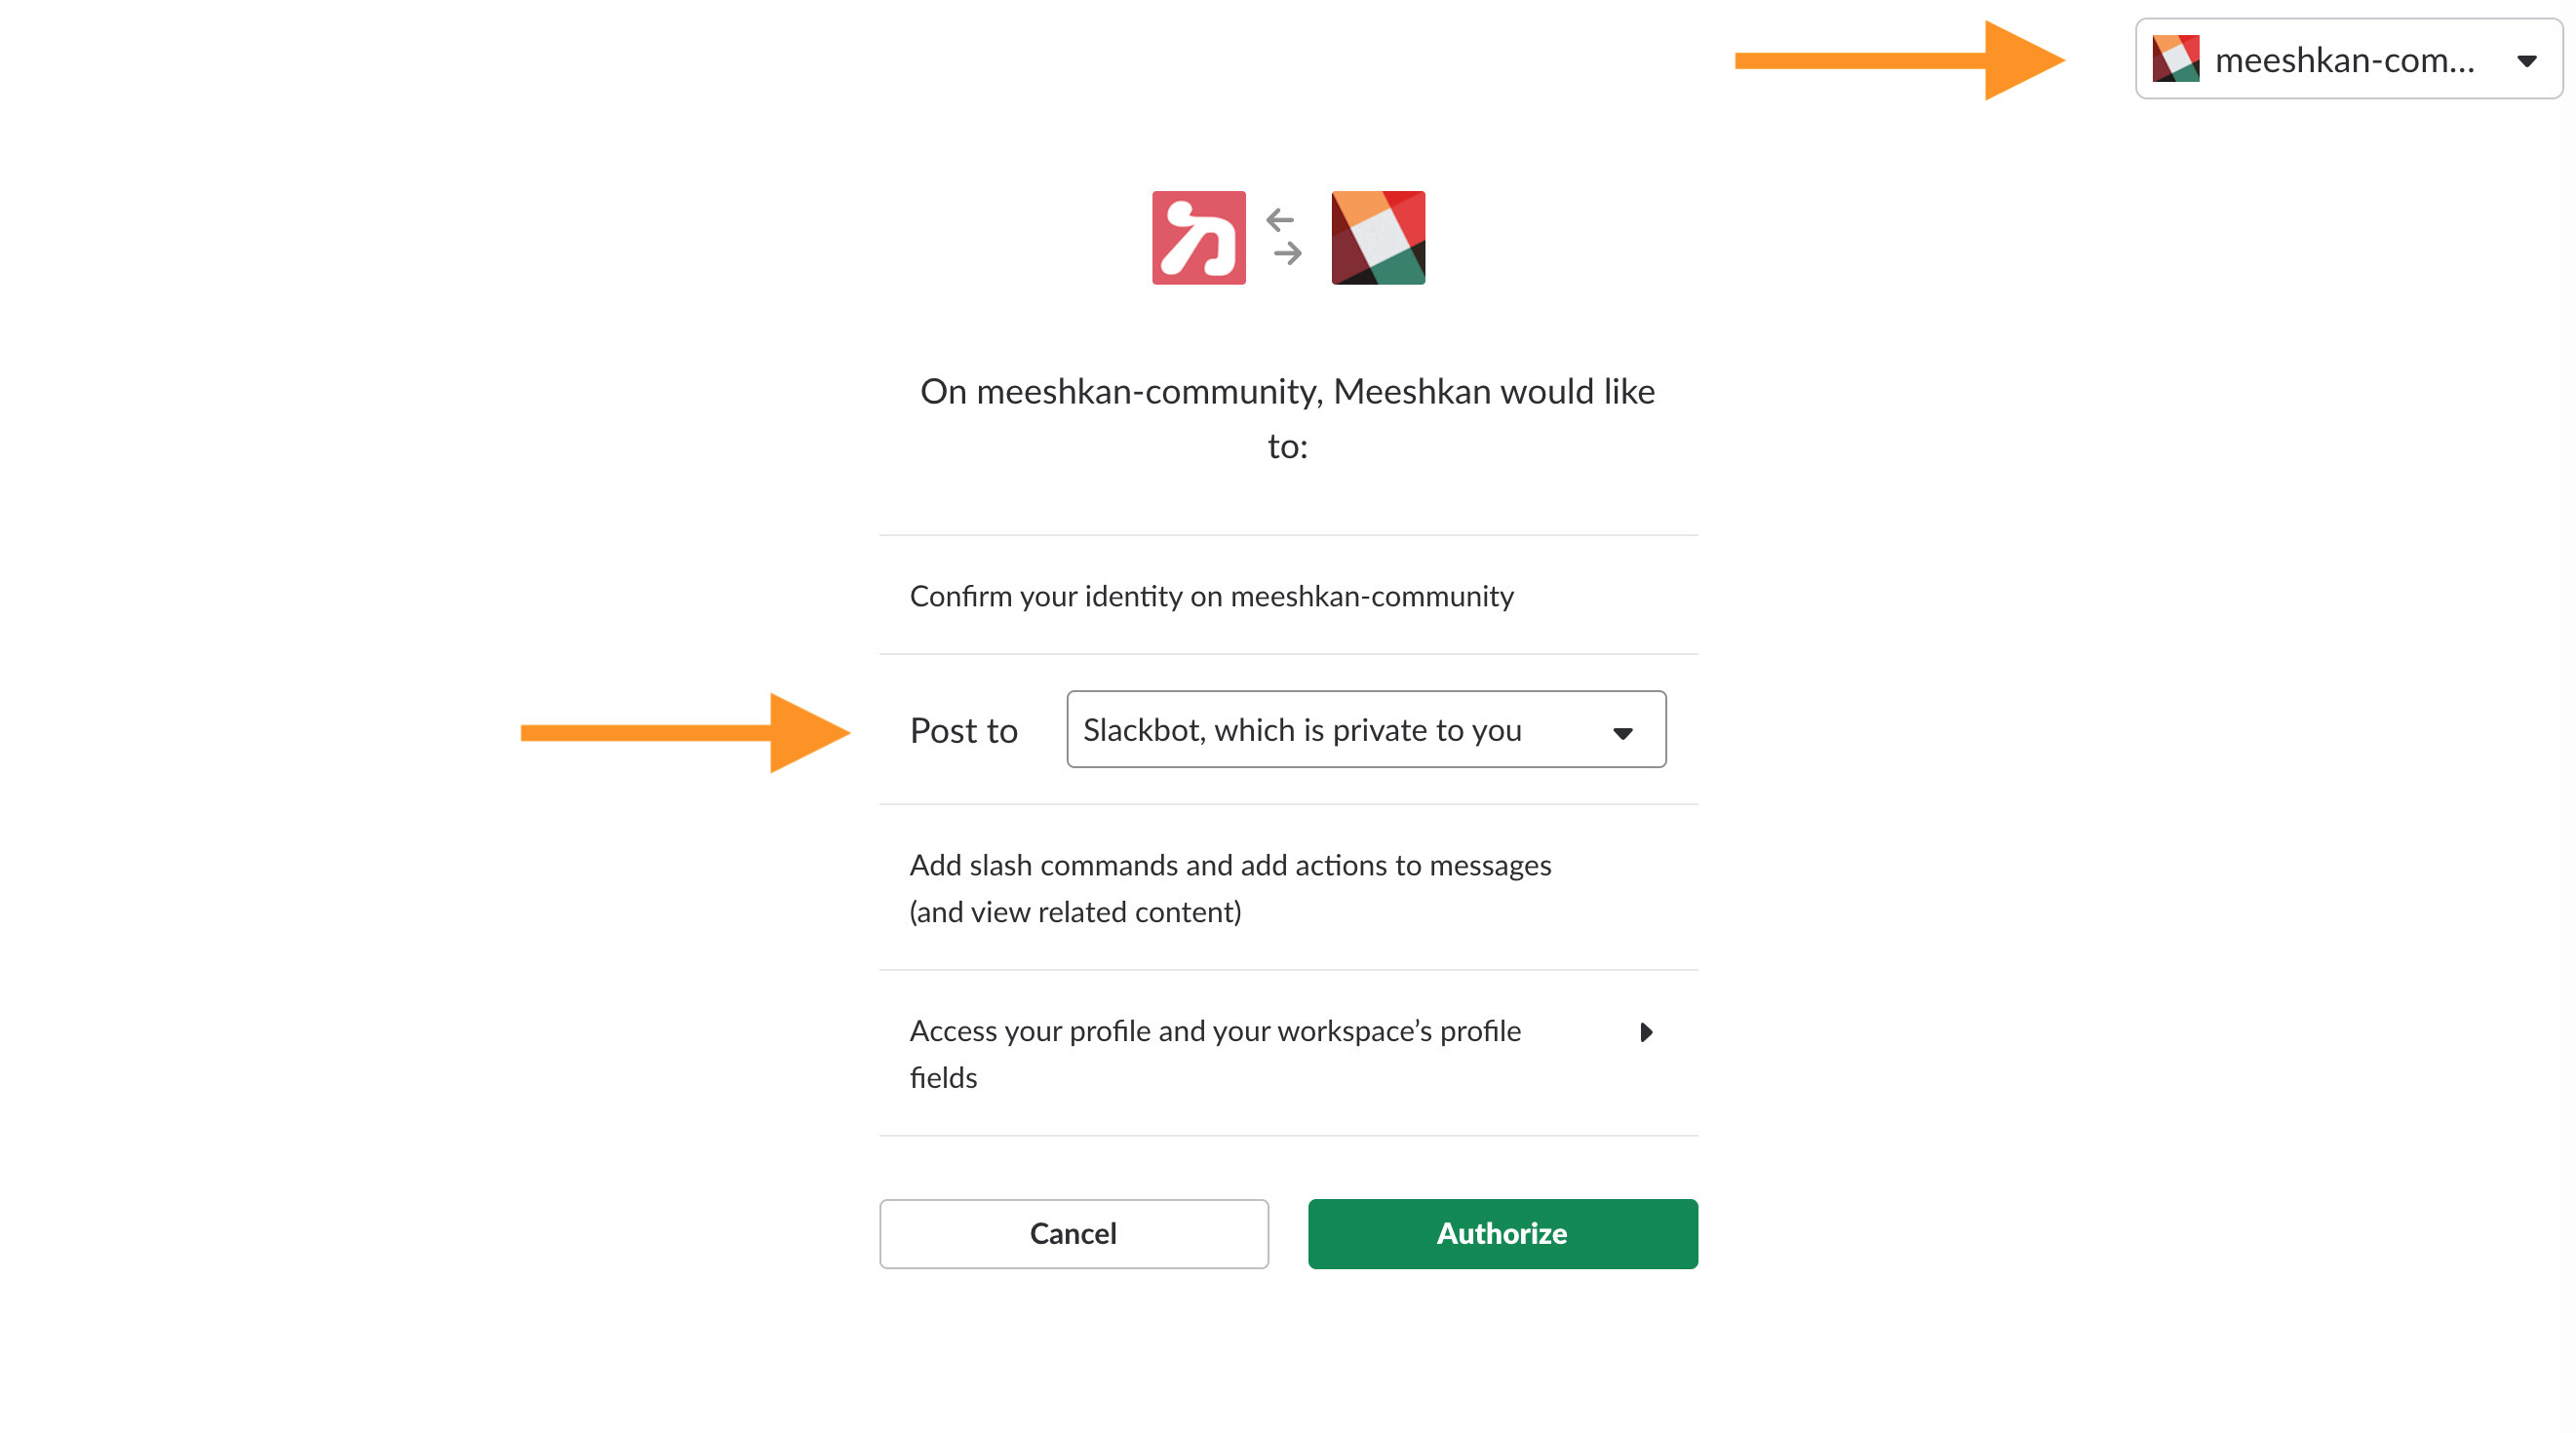 meeshkan-com...
On meeshkan-community, Meeshkan would like
to:
Confirm your identity on meeshkan-community
Post to Slackbot, which is private to you
Add slash commands and add actions to messages
(and view related content)
Access your profile and your workspace’s profile
fields
Cancel Authorize